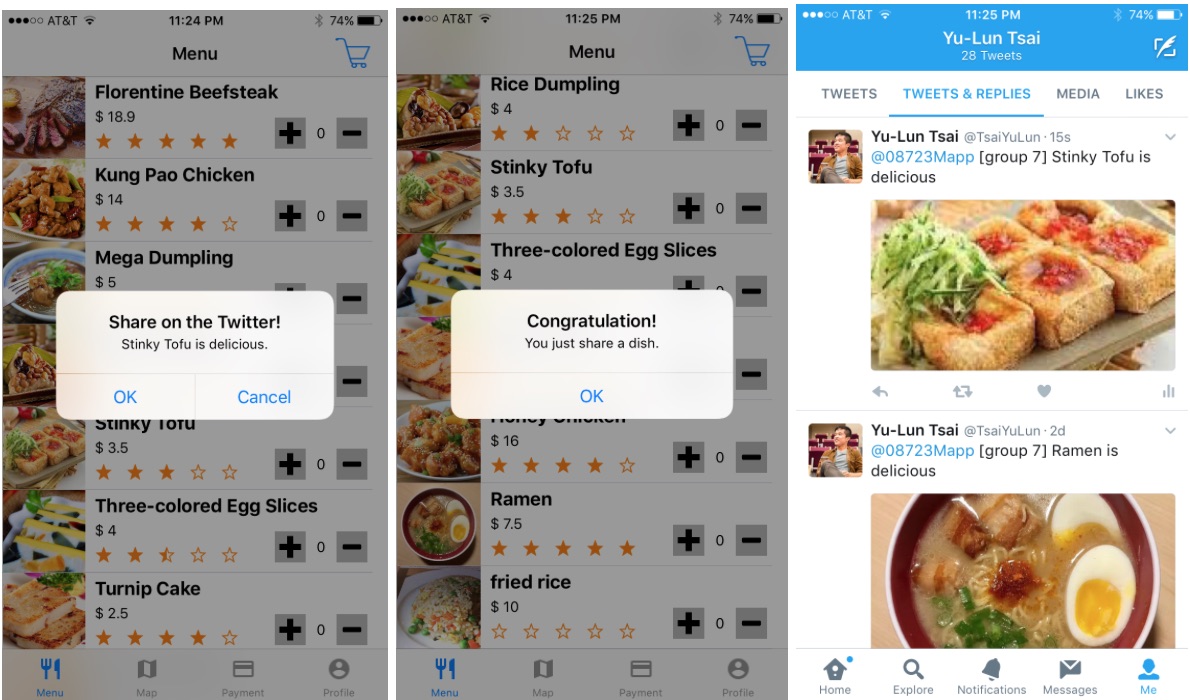 ●●●○○ AT&T 11:24 PM 74%
Menu
Florentine Beefsteak
$ 18.9
0
Kung Pao Chicken
$ 14
0
Mega Dumpling
$ 5
Share on the Twitter!
Stinky Tofu is delicious.
OK Cancel
Stinky Tofu
$ 3.5
0
Three-colored Egg Slices
$ 4
0
Turnip Cake
$ 2.5
0
Menu Map Payment Profile
●●●○○ AT&T 11:25 PM 74%
Menu
Rice Dumpling
$ 4
0
Stinky Tofu
$ 3.5
0
Three-colored Egg Slices
$ 4
0
Congratulation!
You just share a dish.
OK
Honey Chicken
$ 16
0
Ramen
$ 7.5
0
fried rice
$ 10
0
Menu Map Payment Profile
●●●○○ AT&T 11:25 PM 74%
Yu-Lun Tsai
28 Tweets
TWEETS TWEETS & REPLIES MEDIA LIKES
Yu-Lun Tsai @TsaiYuLun · 15s
@08723Mapp [group 7] Stinky Tofu is
delicious
Yu-Lun Tsai @TsaiYuLun · 2d
@08723Mapp [group 7] Ramen is
delicious
Home Explore Notifications Messages Me